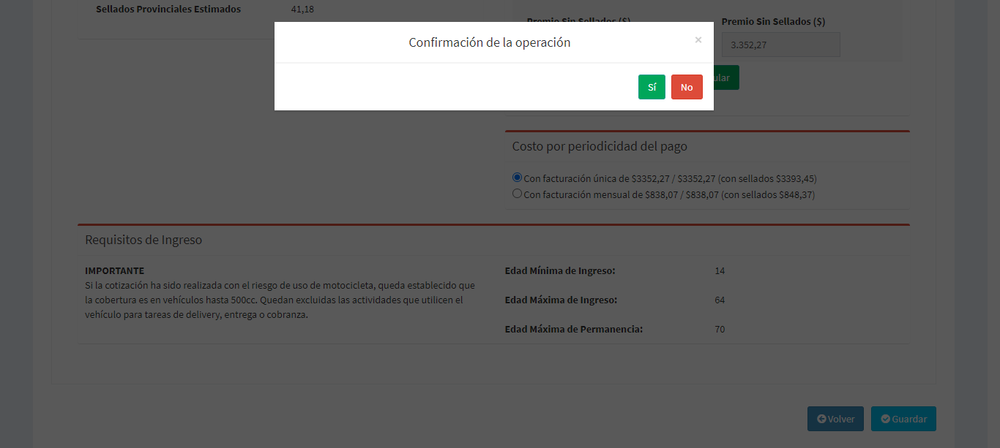 Sellados Provinciales Estimados 41,18
Premio Sin Sellados ($) Premio Sin Sellados ($)
Confirmación de la operación ×
3.352,27
Sí No ular
Costo por periodicidad del pago
Con facturación única de $3352,27 / $3352,27 (con sellados $3393,45)
Con facturación mensual de $838,07 / $838,07 (con sellados $848,37)
Requisitos de Ingreso
IMPORTANTE
Si la cotización ha sido realizada con el riesgo de uso de motocicleta, queda establecido que
la cobertura es en vehículos hasta 500cc. Quedan excluidas las actividades que utilicen el
vehículo para tareas de delivery, entrega o cobranza.
Edad Mínima de Ingreso: 14
Edad Máxima de Ingreso: 64
Edad Máxima de Permanencia: 70
Volver Guardar